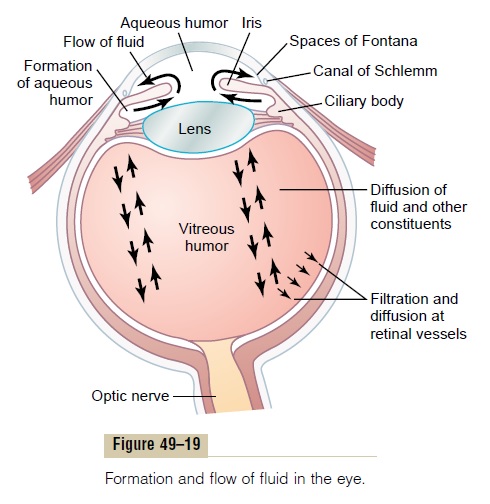 Aqueous humor
Iris
Flow of fluid
Spaces of Fontana
Formation
of aqueous
humor
Canal of Schlemm
Ciliary body
Lens
Diffusion of
fluid and other
constituents
Vitreous
humor
Filtration and
diffusion at
retinal vessels
Optic nerve
Figure 49–19
Formation and flow of fluid in the eye.